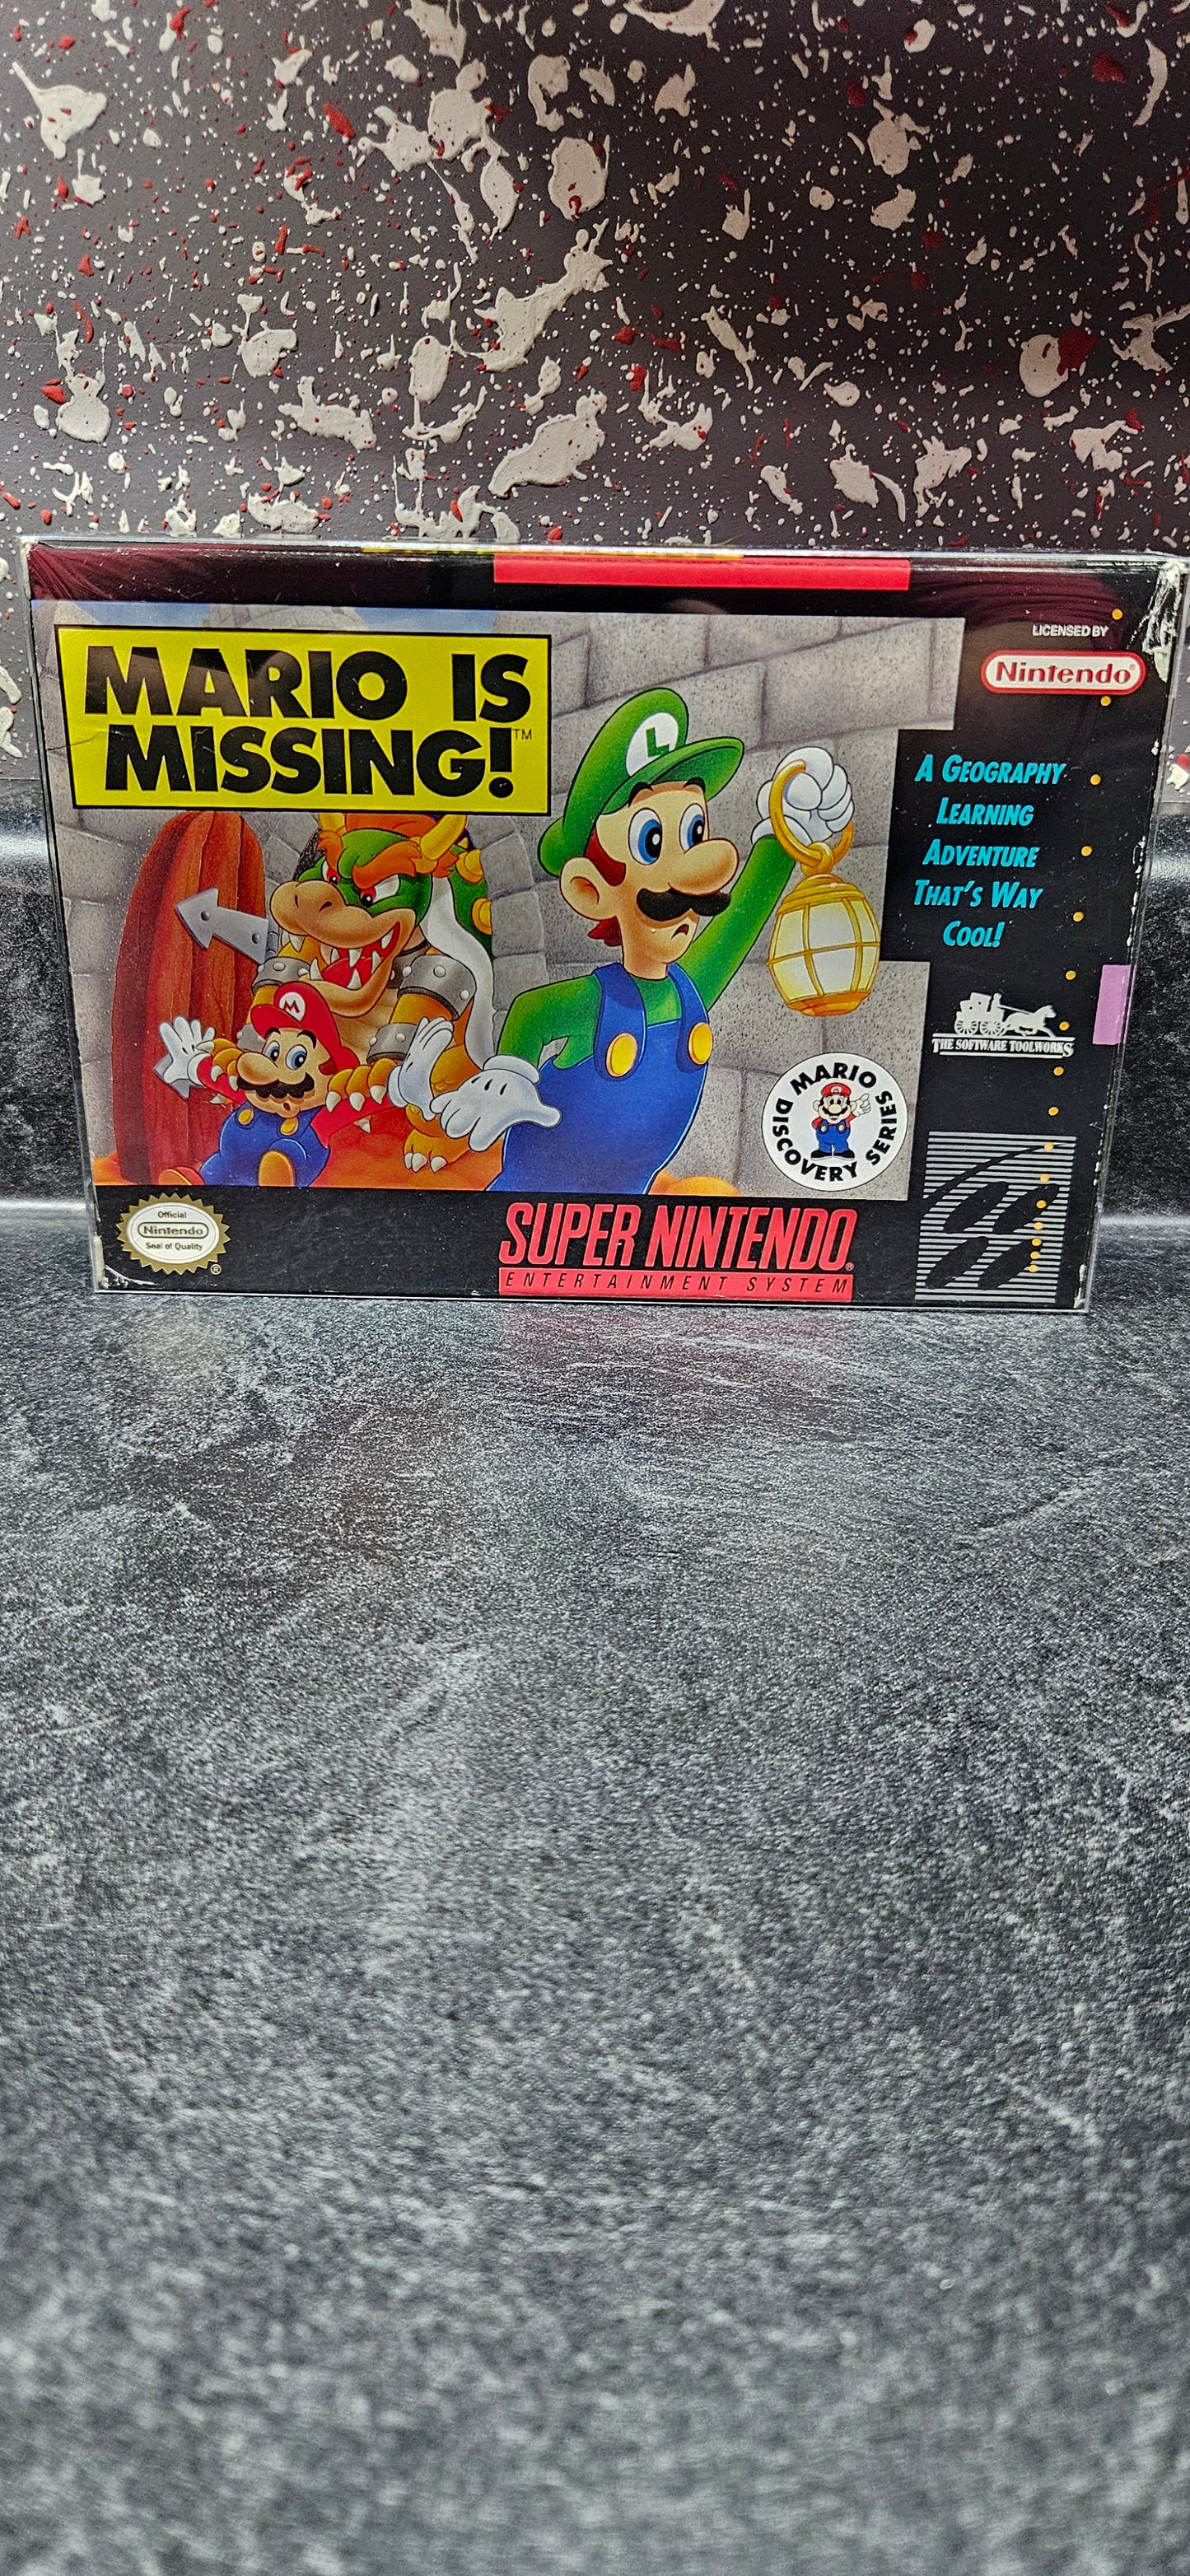 MARIO IS
MISSING!™
LICENSED BY
Nintendo®
A GEOGRAPHY
LEARNING
ADVENTURE
THAT'S WAY
COOL!
THE SOFTWARE TOOLWORKS
L
M
MARIO
DISCOVERY SERIES
Official
Nintendo
Seal of Quality
®
SUPER NINTENDO®
ENTERTAINMENT SYSTEM